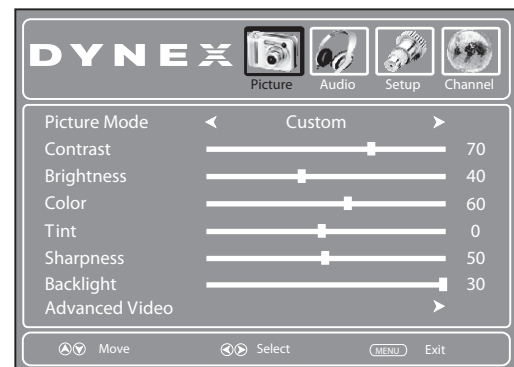 DYNEX
Picture Audio Setup Channel
Picture Mode Custom
Contrast 70
Brightness 40
Color 60
Tint 0
Sharpness 50
Backlight 30
Advanced Video
Move Select MENU Exit